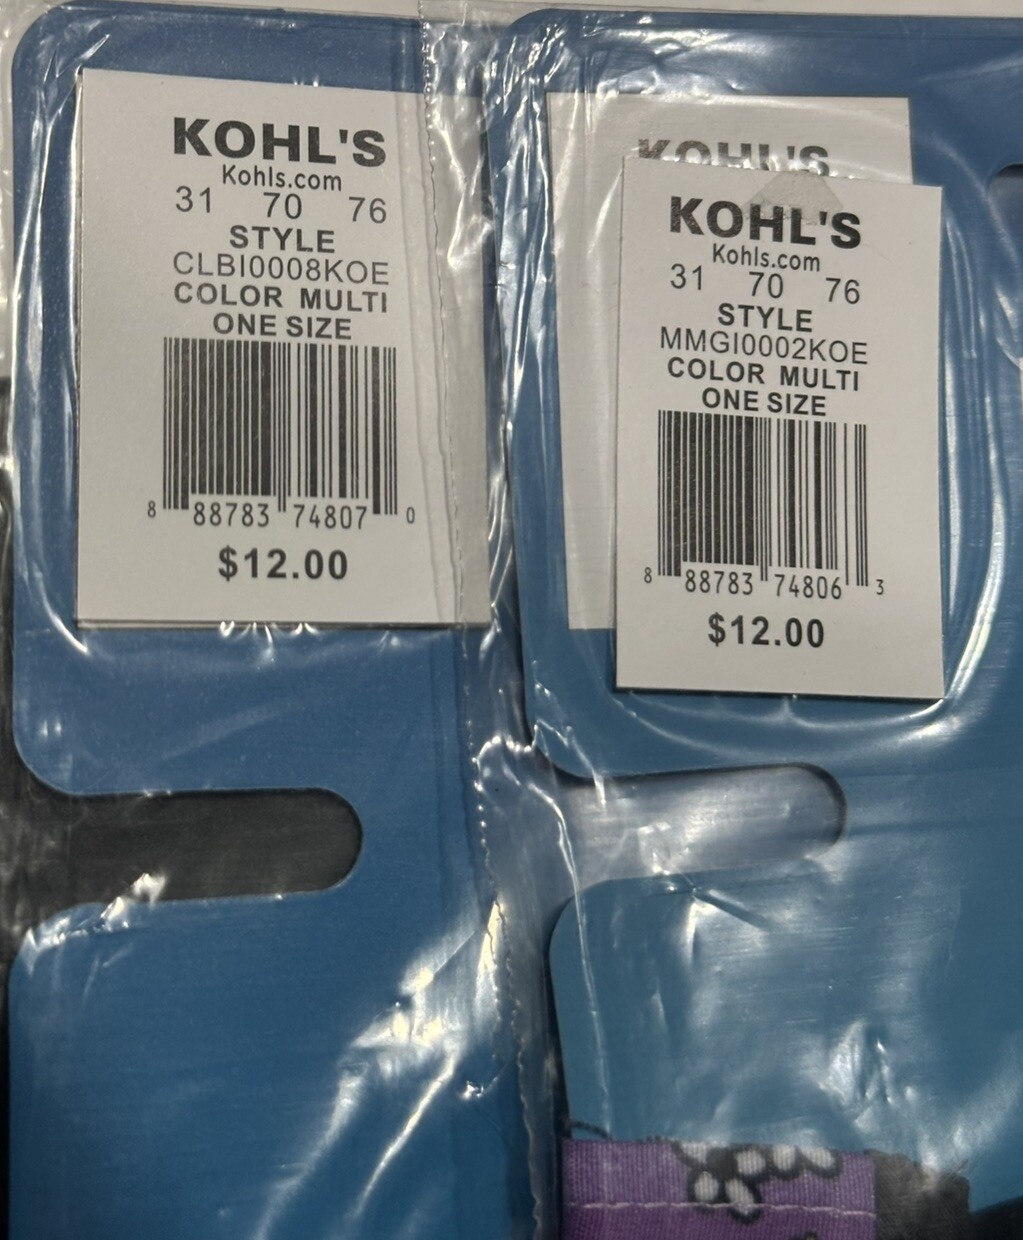 KOHL'S
Kohls.com
31 70 76
STYLE
CLBI0008KOE
COLOR MULTI
ONE SIZE
8 88783 74807 0
$12.00
KOHL'S
KOHL'S
Kohls.com
31 70 76
STYLE
MMGI0002KOE
COLOR MULTI
ONE SIZE
8 88783 74806 3
$12.00